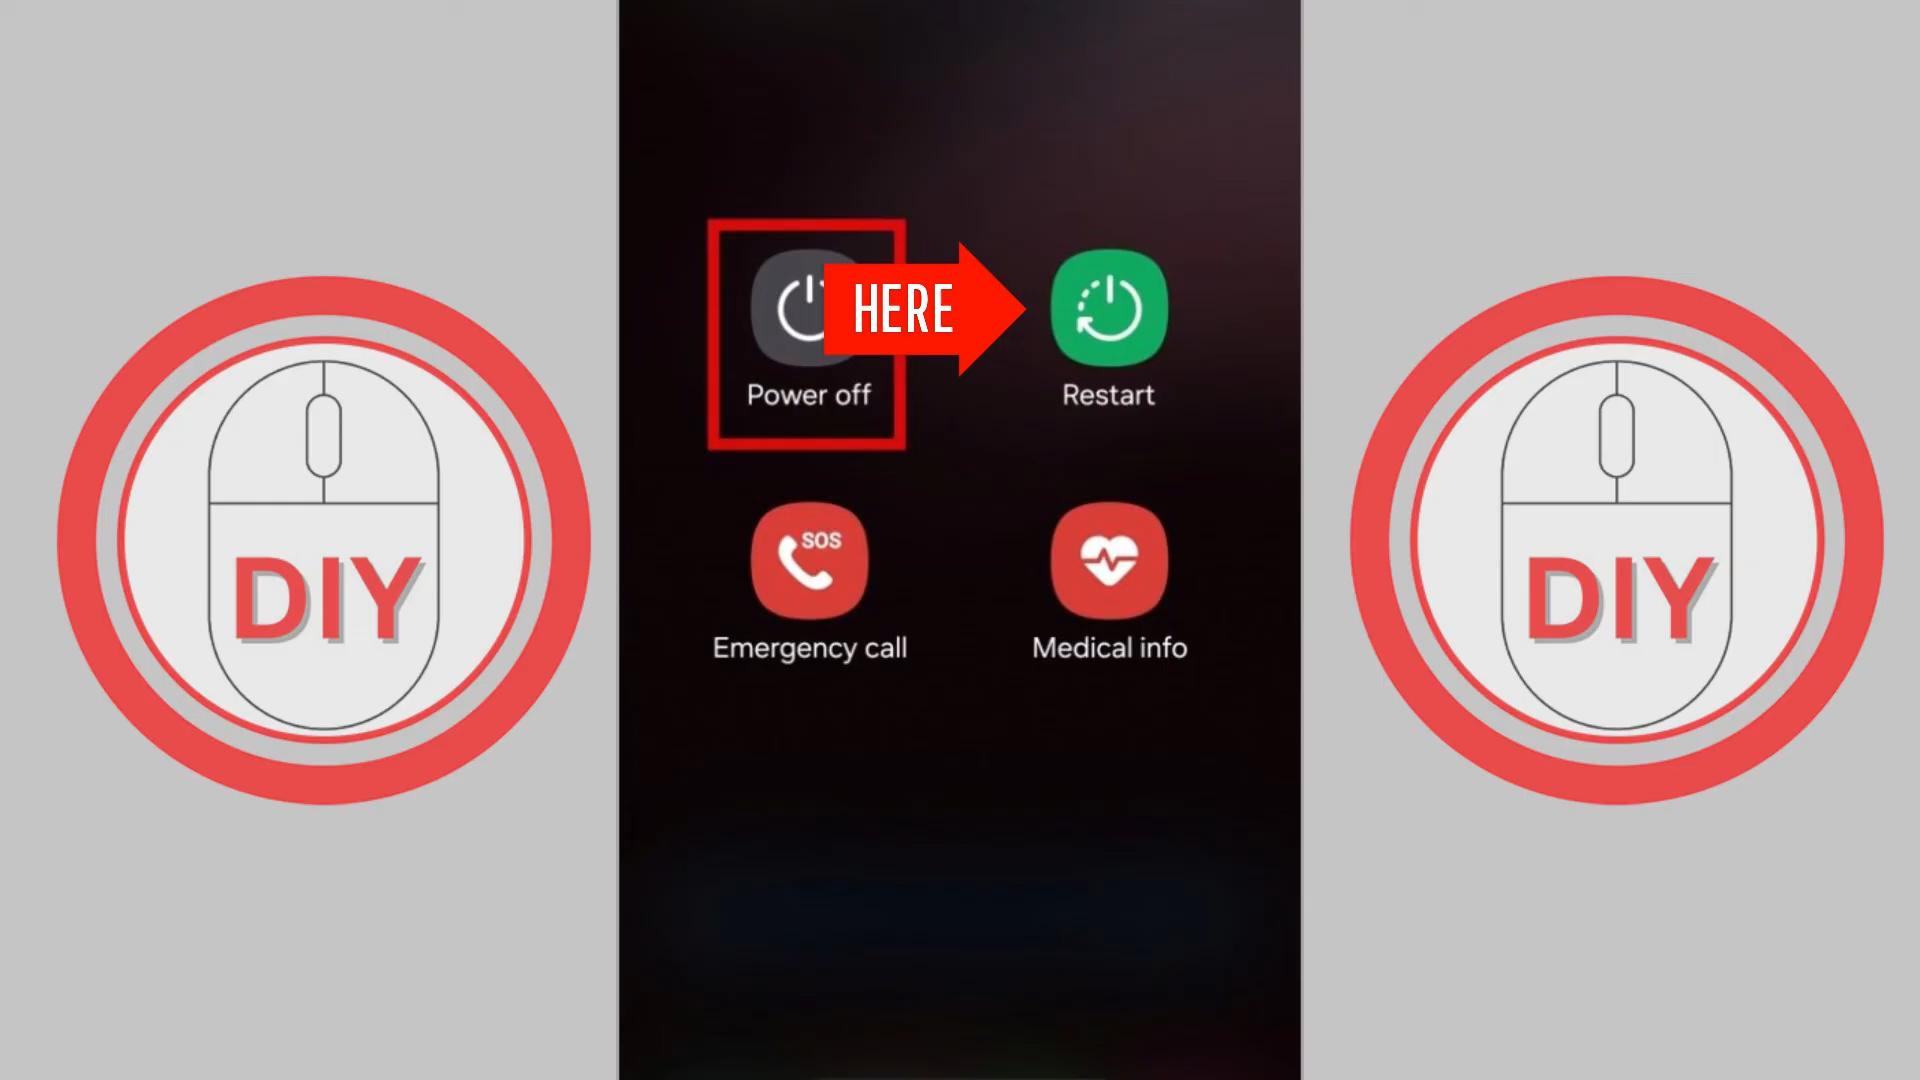 HERE
Power off
Restart
SOS
Emergency call
Medical info
DIY
DIY